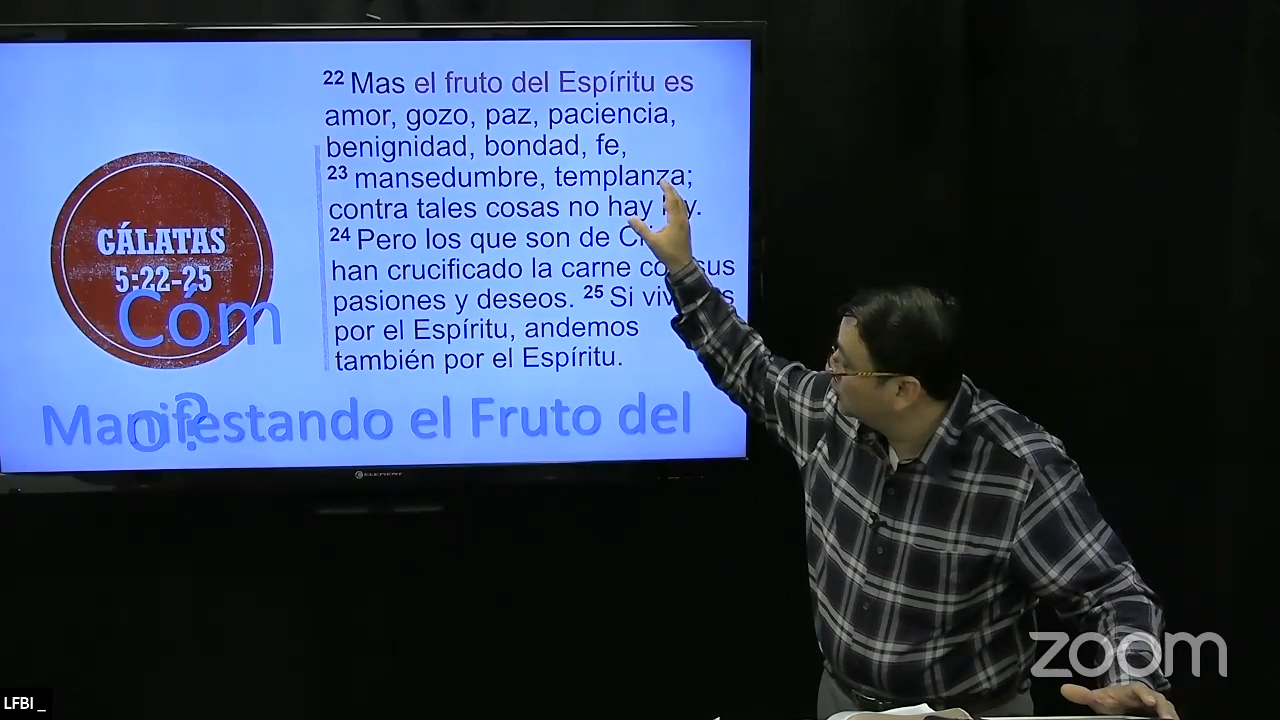 22 Mas el fruto del Espíritu es
amor, gozo, paz, paciencia,
benignidad, bondad, fe,
23 mansedumbre, templanza;
contra tales cosas no hay
24 Pero los que son de
han crucificado la carne sus
pasiones y deseos. 25 Si
por el Espíritu, andemos
también por el Espíritu.
GÁLATAS
5:22-25
Cóm
o?
Manifestando el Fruto del
ELEMENT
zoom
LFBI _